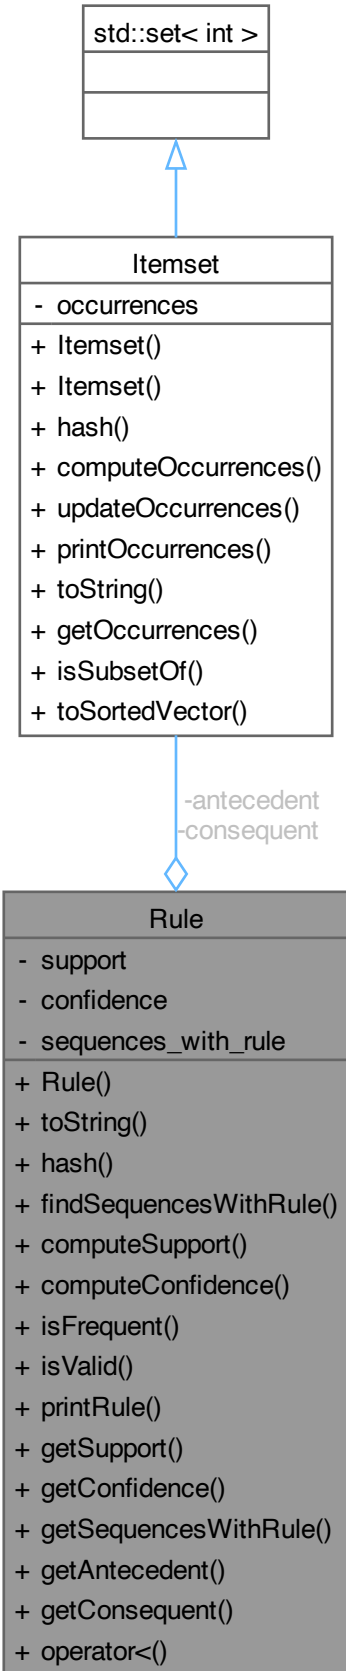 std::set< int >
Itemset
- occurrences
+ Itemset()
+ Itemset()
+ hash()
+ computeOccurrences()
+ updateOccurrences()
+ printOccurrences()
+ toString()
+ getOccurrences()
+ isSubsetOf()
+ toSortedVector()
-antecedent
-consequent
Rule
- support
- confidence
- sequences_with_rule
+ Rule()
+ toString()
+ hash()
+ findSequencesWithRule()
+ computeSupport()
+ computeConfidence()
+ isFrequent()
+ isValid()
+ printRule()
+ getSupport()
+ getConfidence()
+ getSequencesWithRule()
+ getAntecedent()
+ getConsequent()
+ operator<()